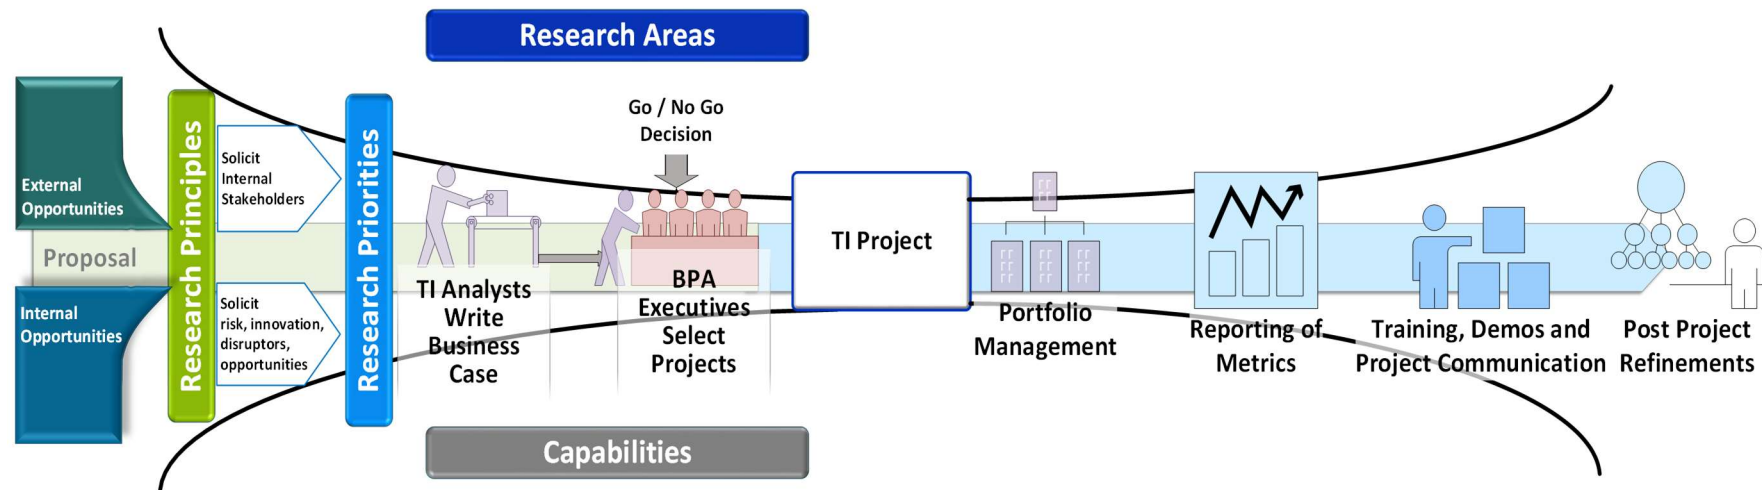 Research Areas
External
Opportunities
Proposal
Internal
Opportunities
Research Principles
Solicit
Internal
Stakeholders
Solicit
risk, innovation,
disruptors,
opportunities
Research Priorities
TI Analysts
Write
Business
Case
Go / No Go
Decision
BPA
Executives
Select
Projects
Capabilities
TI Project
Portfolio
Management
Reporting of
Metrics
Training, Demos and
Project Communication
Post Project
Refinements